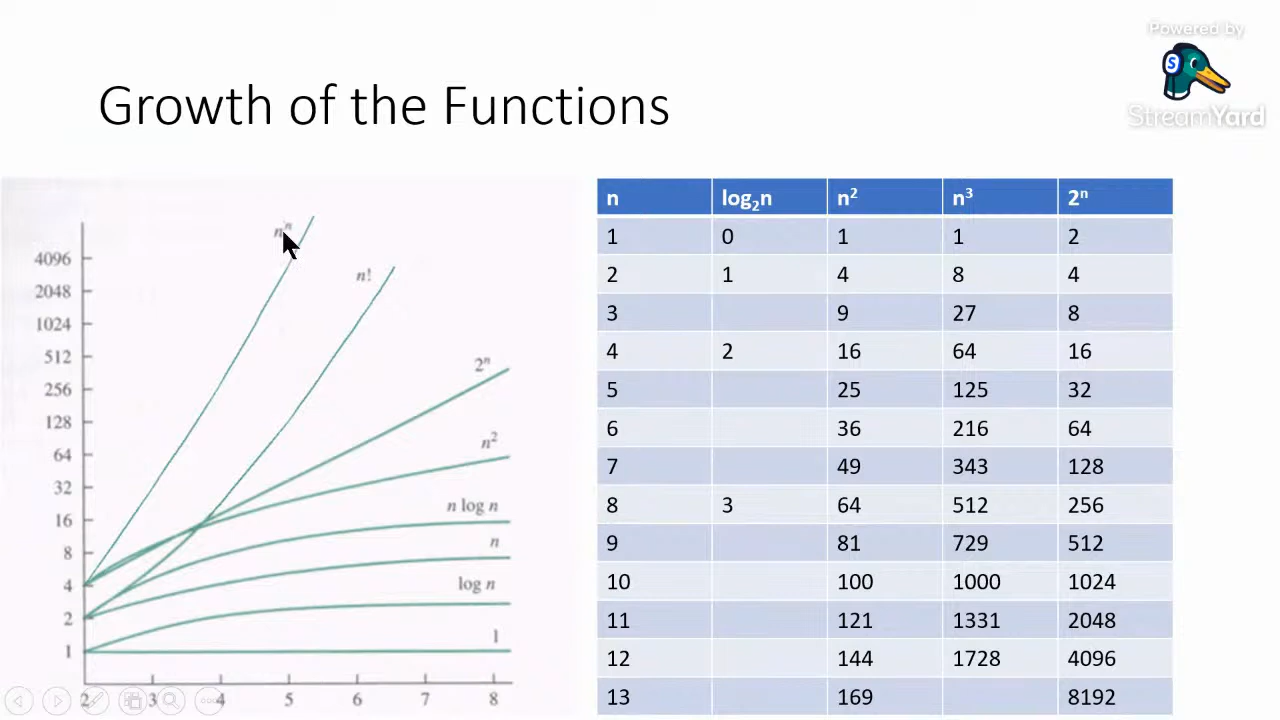 Powered by
StreamYard
Growth of the Functions
nⁿ
n!
2ⁿ
n²
n log n
n
log n
1
4096
2048
1024
512
256
128
64
32
16
8
4
2
1
2 3 4 5 6 7 8
n log₂n n² n³ 2ⁿ
1 0 1 1 2
2 1 4 8 4
3 9 27 8
4 2 16 64 16
5 25 125 32
6 36 216 64
7 49 343 128
8 3 64 512 256
9 81 729 512
10 100 1000 1024
11 121 1331 2048
12 144 1728 4096
13 169 8192